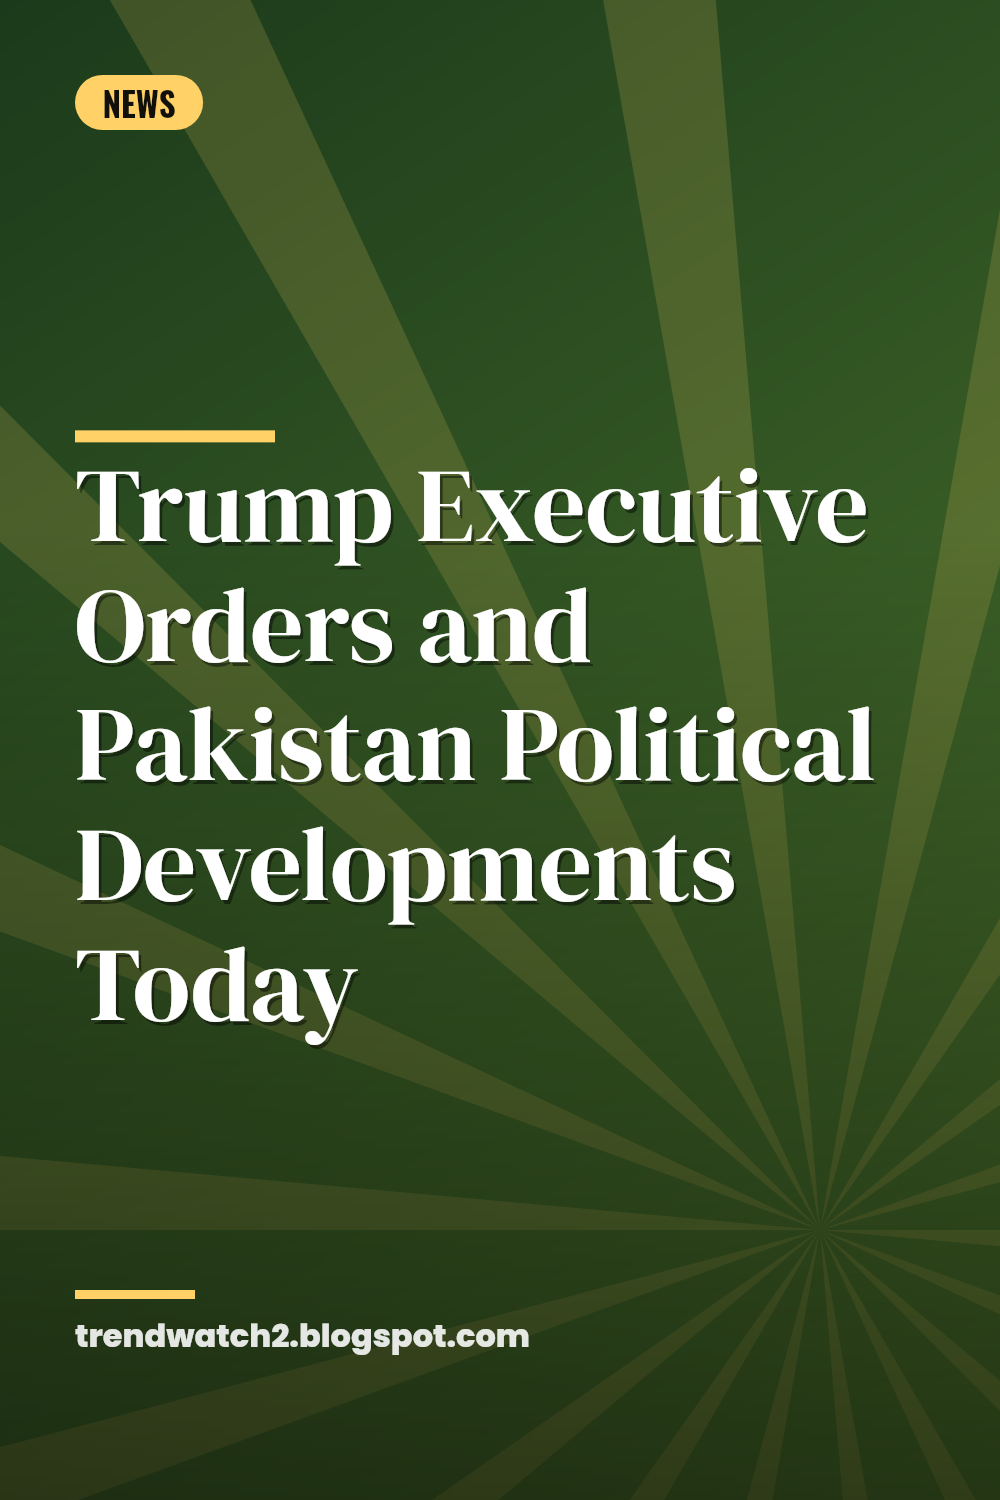 NEWS
Trump Executive
Orders and
Pakistan Political
Developments
Today
trendwatch2.blogspot.com